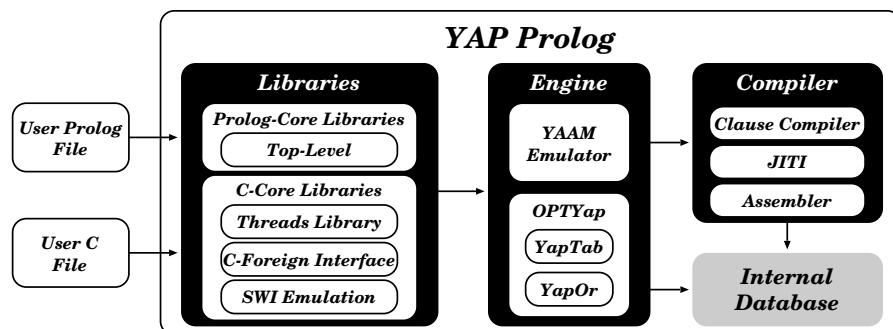 YAP Prolog
User Prolog
File
User C
File
Libraries
Prolog-Core Libraries
Top-Level
C-Core Libraries
Threads Library
C-Foreign Interface
SWI Emulation
Engine
YAAM
Emulator
OPTYap
YapTab
YapOr
Compiler
Clause Compiler
JITI
Assembler
Internal
Database